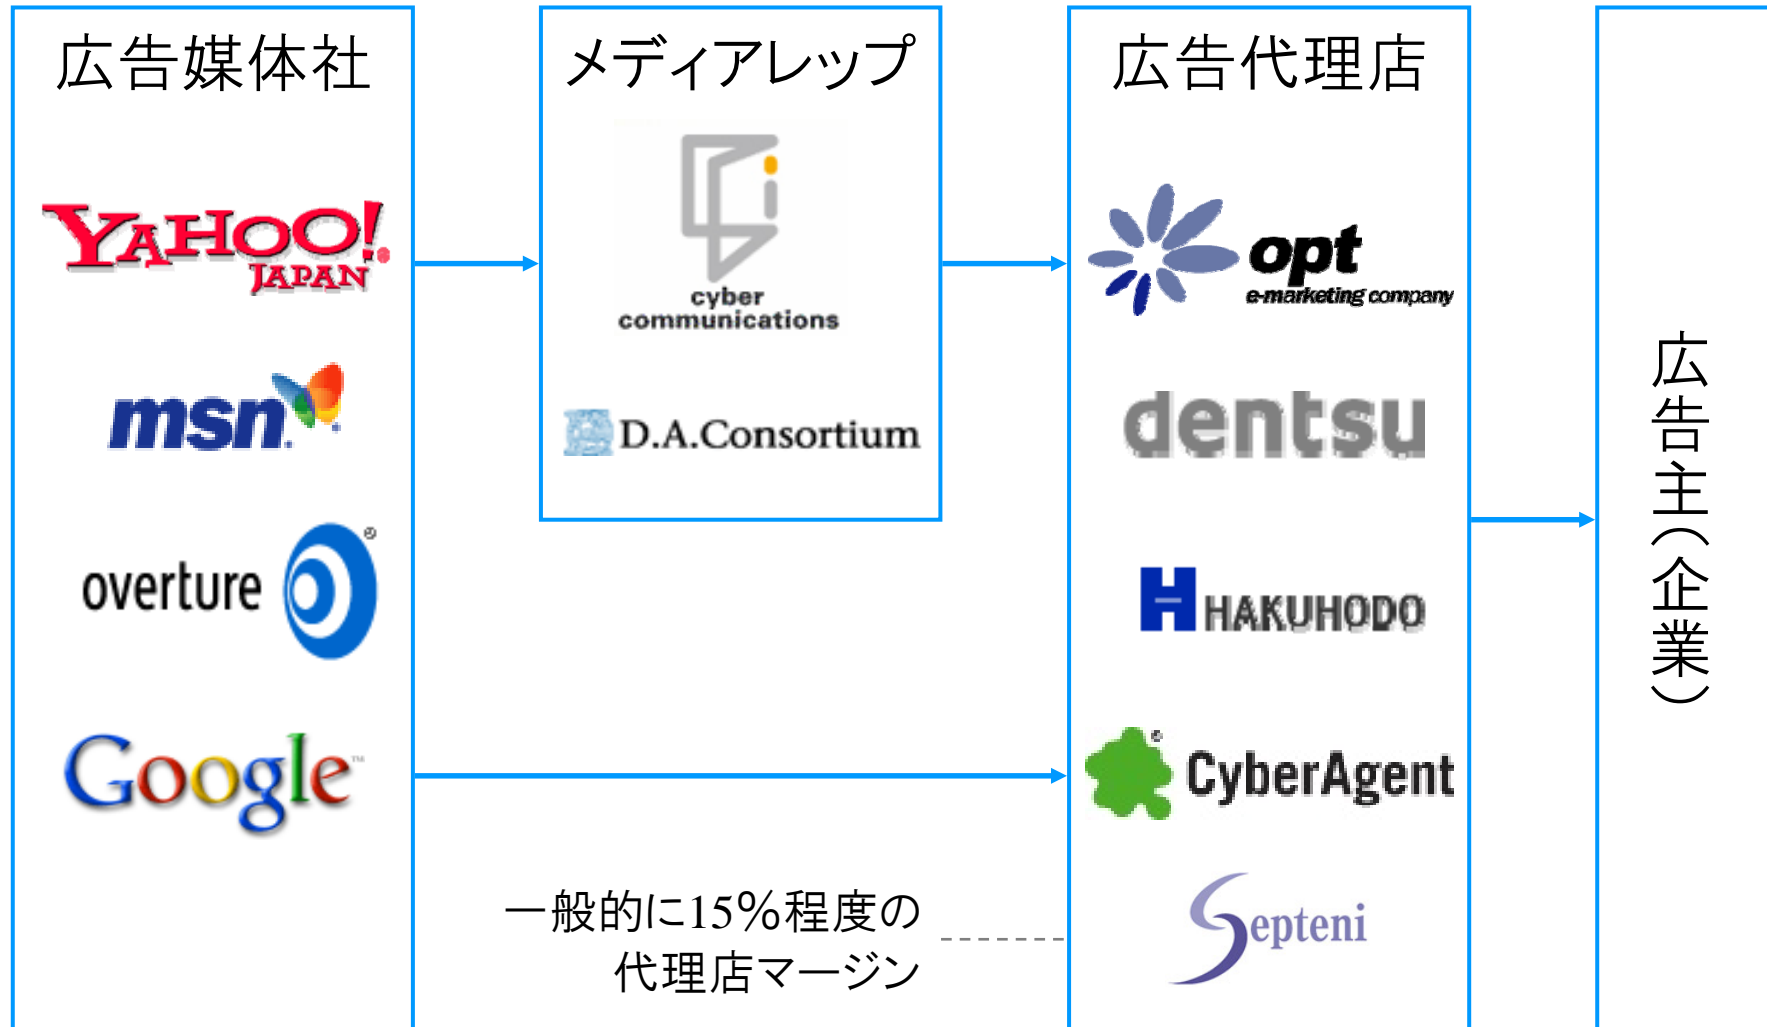 広告媒体社
YAHOO!
JAPAN
msn
overture
Google
メディアレップ
cyber
communications
D.A.Consortium
広告代理店
opt
e-marketing company
dentsu
HAKUHODO
CyberAgent
Septeni
一般的に15%程度の
代理店マージン
広告主(企業)